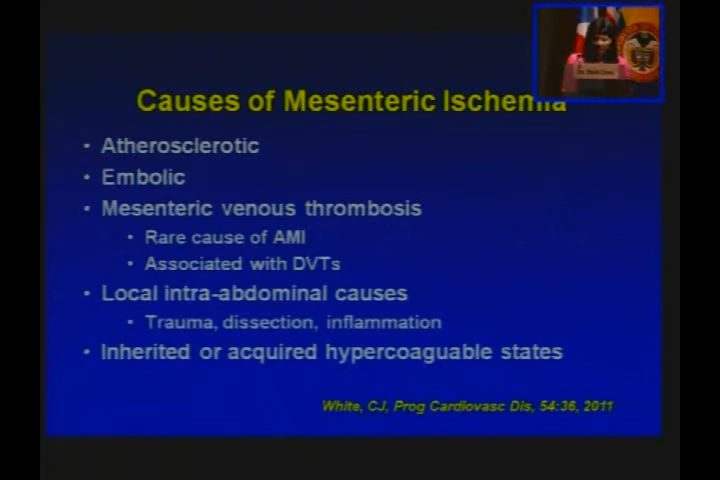 Causes of Mesenteric Ischemia
• Atherosclerotic
• Embolic
• Mesenteric venous thrombosis
• Rare cause of AMI
• Associated with DVTs
• Local intra-abdominal causes
• Trauma, dissection, inflammation
• Inherited or acquired hypercoaguable states
White, CJ, Prog Cardiovasc Dis, 54:36, 2011